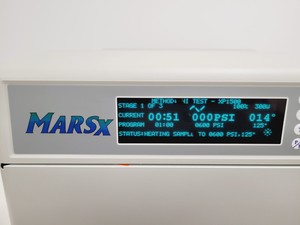 METHOD: HI TEST - XP1500
STAGE 1 OF 3 100% 300W
CURRENT 00:51 000PSI 014°
PROGRAM 01:00 0600 PSI 125°
STATUS:HEATING SAMPLE TO 0600 PSI.125°
MARSX